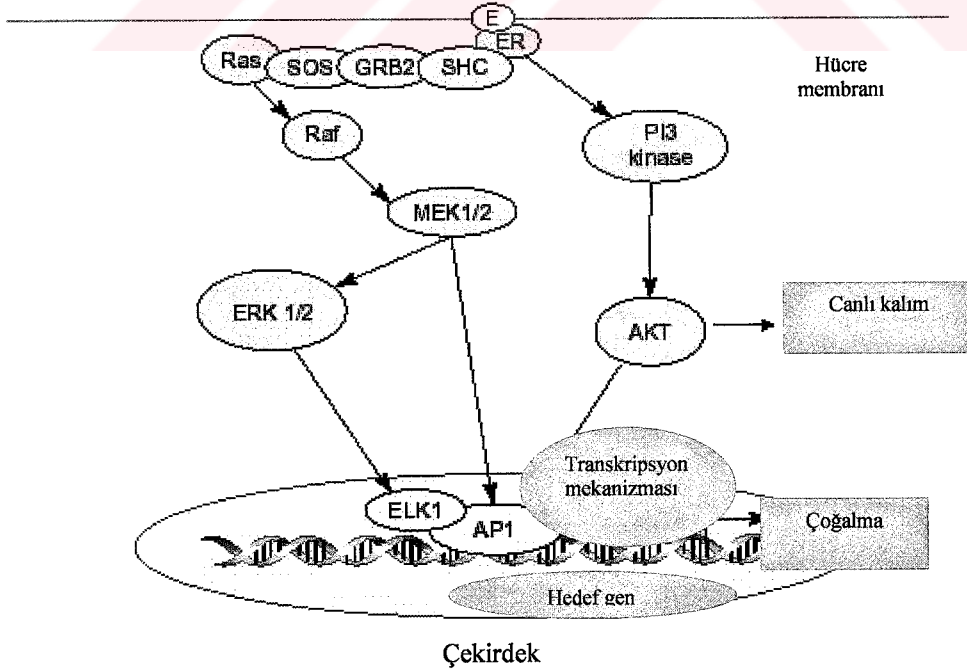 E
ER
Ras
SOS
GRB2
SHC
Hücre
membranı
Raf
PI3
kinase
MEK1/2
ERK 1/2
AKT
Canlı kalım
Transkripsyon
mekanizması
ELK1
AP1
Çoğalma
Hedef gen
Çekirdek